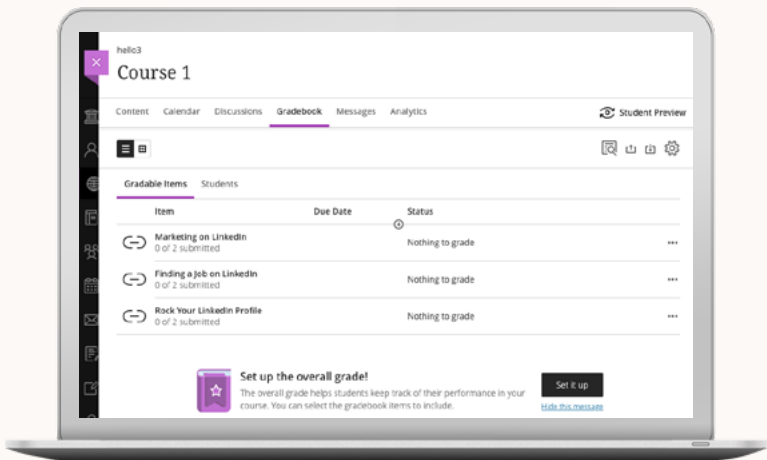 hello3
Course 1
Content Calendar Discussions Gradebook Messages Analytics Student Preview
Gradable Items Students
Item Due Date Status
Marketing on LinkedIn
0 of 2 submitted
Nothing to grade
Finding a Job on LinkedIn
0 of 2 submitted
Nothing to grade
Rock Your LinkedIn Profile
0 of 2 submitted
Nothing to grade
Set up the overall grade!
The overall grade helps students keep track of their performance in your
course. You can select the gradebook items to include.
Set it up
Hide this message